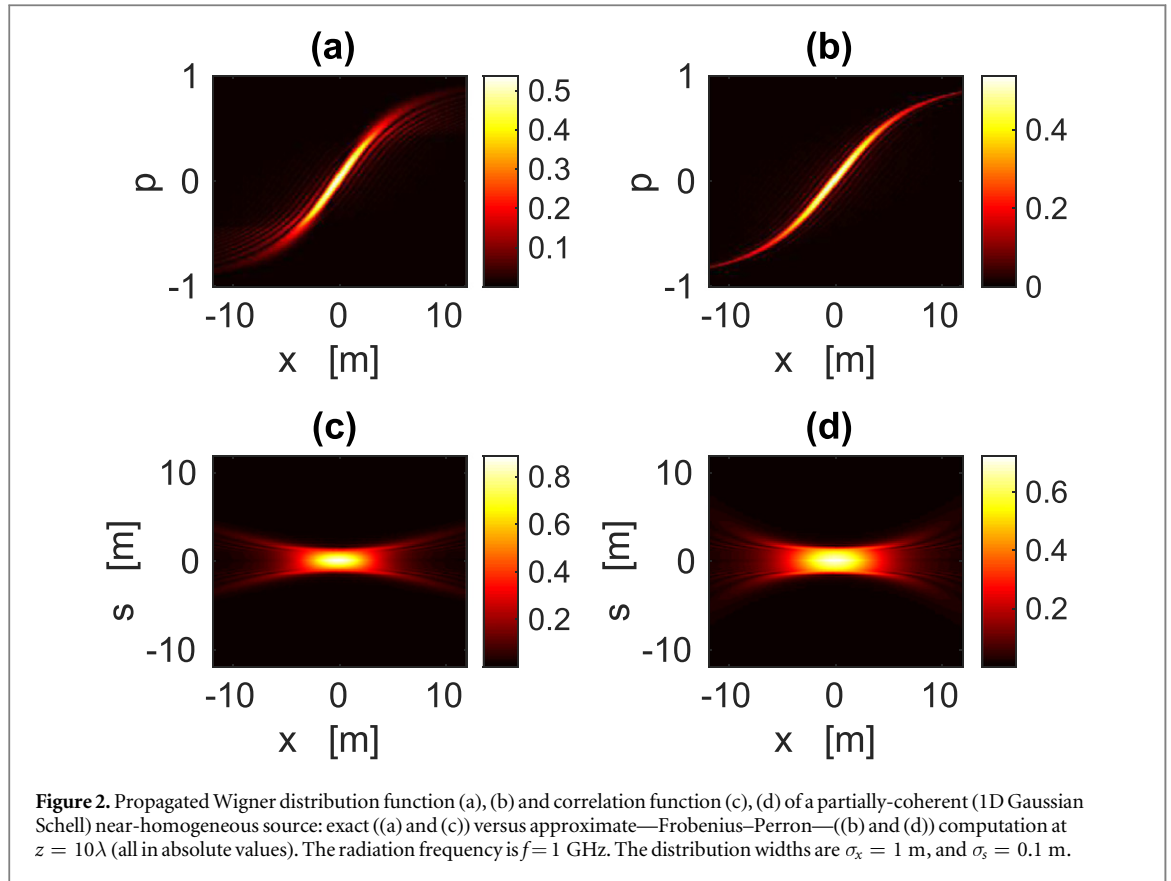 (a)
(b)
1
0
-1
p
-10
0
10
x [m]
0.5
0.4
0.3
0.2
0.1
1
0
-1
p
-10
0
10
x [m]
0.4
0.2
0
(c)
(d)
10
0
-10
s [m]
-10
0
10
x [m]
0.8
0.6
0.4
0.2
10
0
-10
s [m]
-10
0
10
x [m]
0.6
0.4
0.2
Figure 2. Propagated Wigner distribution function (a), (b) and correlation function (c), (d) of a partially-coherent (1D Gaussian
Schell) near-homogeneous source: exact ((a) and (c)) versus approximate—Frobenius–Perron—((b) and (d)) computation at
z = 10λ (all in absolute values). The radiation frequency is f = 1 GHz. The distribution widths are σx = 1 m, and σs = 0.1 m.